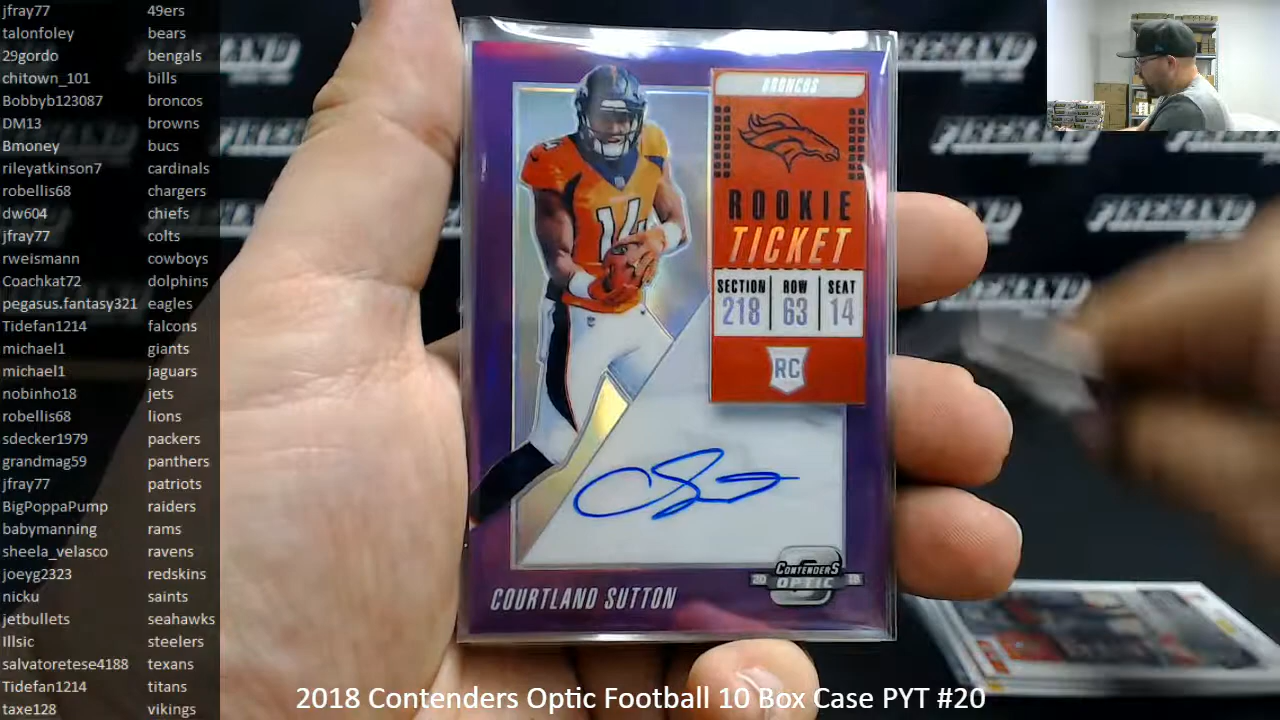 jfray77 49ers
talonfoley bears
29gordo bengals
chitown_101 bills
Bobbyb123087 broncos
DM13 browns
Bmoney bucs
rileyatkinson7 cardinals
robellis68 chargers
dw604 chiefs
jfray77 colts
rweismann cowboys
Coachkat72 dolphins
pegasus.fantasy321 eagles
Tidefan1214 falcons
michael1 giants
michael1 jaguars
nobinho18 jets
robellis68 lions
sdecker1979 packers
grandmag59 panthers
jfray77 patriots
BigPoppaPump raiders
babymanning rams
sheela_velasco ravens
joeyg2323 redskins
nicku saints
jetbullets seahawks
Illsic steelers
salvatoretese4188 texans
Tidefan1214 titans
taxe128 vikings
BRONCOS
ROOKIE
TICKET
SECTION ROW SEAT
218 63 14
RC
14
CONTENDERS
20 OPTIC 18
COURTLAND SUTTON
FIREHAND
2018 Contenders Optic Football 10 Box Case PYT #20